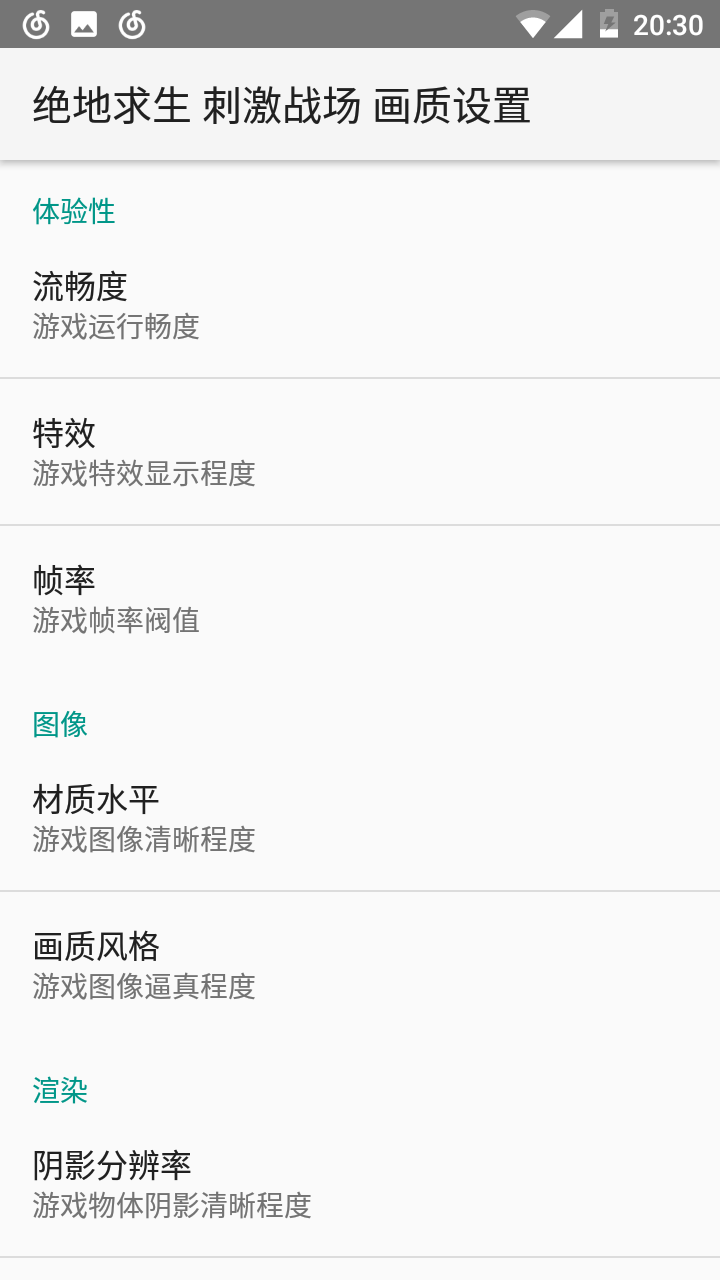 20:30
绝地求生 刺激战场 画质设置
体验性
流畅度
游戏运行畅度
特效
游戏特效显示程度
帧率
游戏帧率阀值
图像
材质水平
游戏图像清晰程度
画质风格
游戏图像逼真程度
渲染
阴影分辨率
游戏物体阴影清晰程度